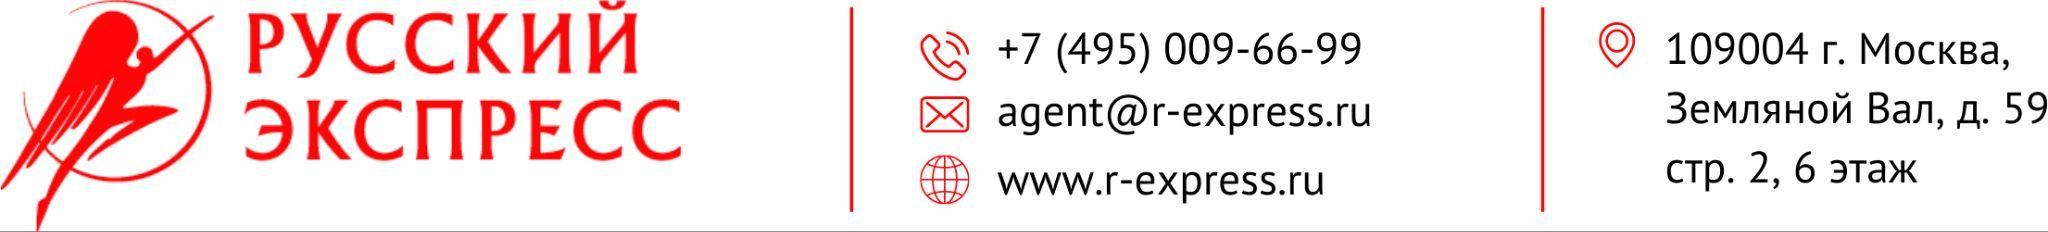 РУССКИЙ
ЭКСПРЕСС
+7 (495) 009-66-99
agent@r-express.ru
www.r-express.ru
109004 г. Москва,
Земляной Вал, д. 59
стр. 2, 6 этаж